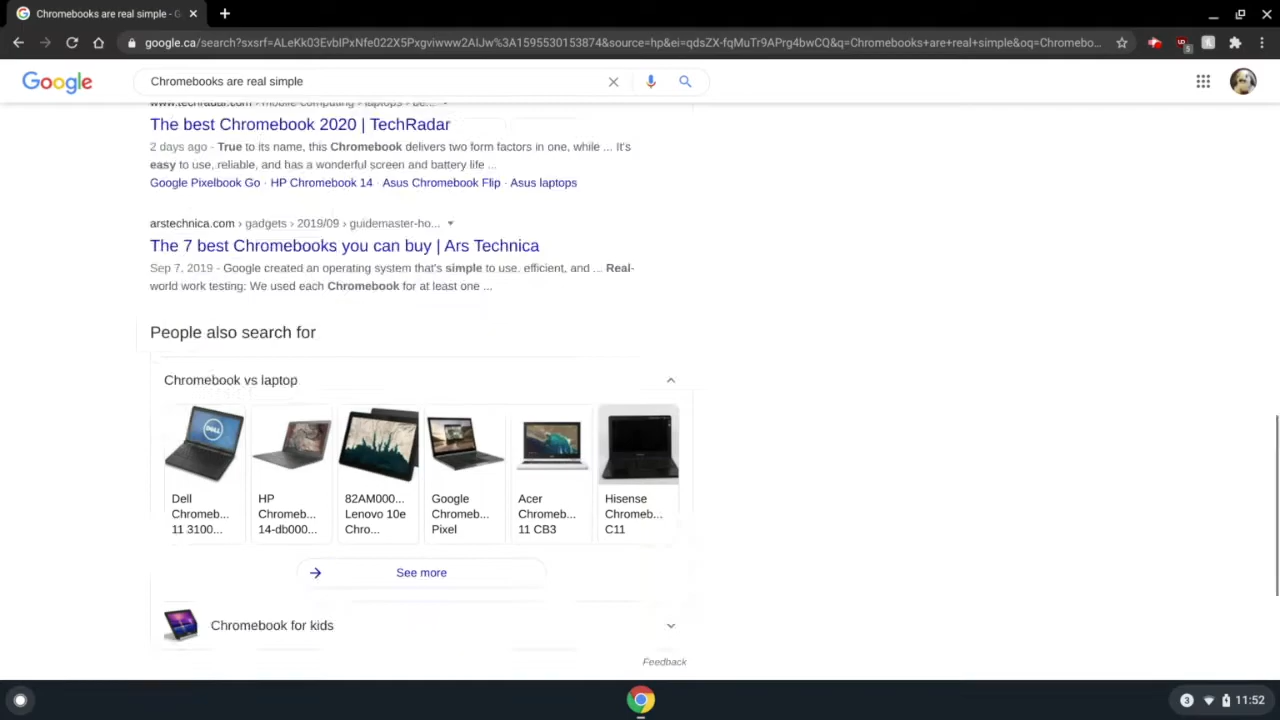 Chromebooks are real simple - G
google.ca/search?sxsrf=ALeKk03EvbIPxNfe022X5Pxgviwww2AlJw%3A1595530153874&source=hp&ei=qdsZX-fqMuTr9APrg4bwCQ&q=Chromebooks+are+real+simple&oq=Chromebo...
Google
Chromebooks are real simple
www.techradar.com › mobile-computing › laptops › be...
The best Chromebook 2020 | TechRadar
2 days ago - True to its name, this Chromebook delivers two form factors in one, while ... It's
easy to use, reliable, and has a wonderful screen and battery life ...
Google Pixelbook Go · HP Chromebook 14 · Asus Chromebook Flip · Asus laptops
arstechnica.com › gadgets › 2019/09 › guidemaster-ho...
The 7 best Chromebooks you can buy | Ars Technica
Sep 7, 2019 - Google created an operating system that's simple to use, efficient, and ... Real-
world work testing: We used each Chromebook for at least one ...
People also search for
Chromebook vs laptop
DELL
Dell
Chromeb...
11 3100...
HP
Chromeb...
14-db000...
82AM000...
Lenovo 10e
Chro...
Google
Chromeb...
Pixel
Acer
Chromeb...
11 CB3
Hisense
Chromeb...
C11
See more
Chromebook for kids
Feedback
3
11:52